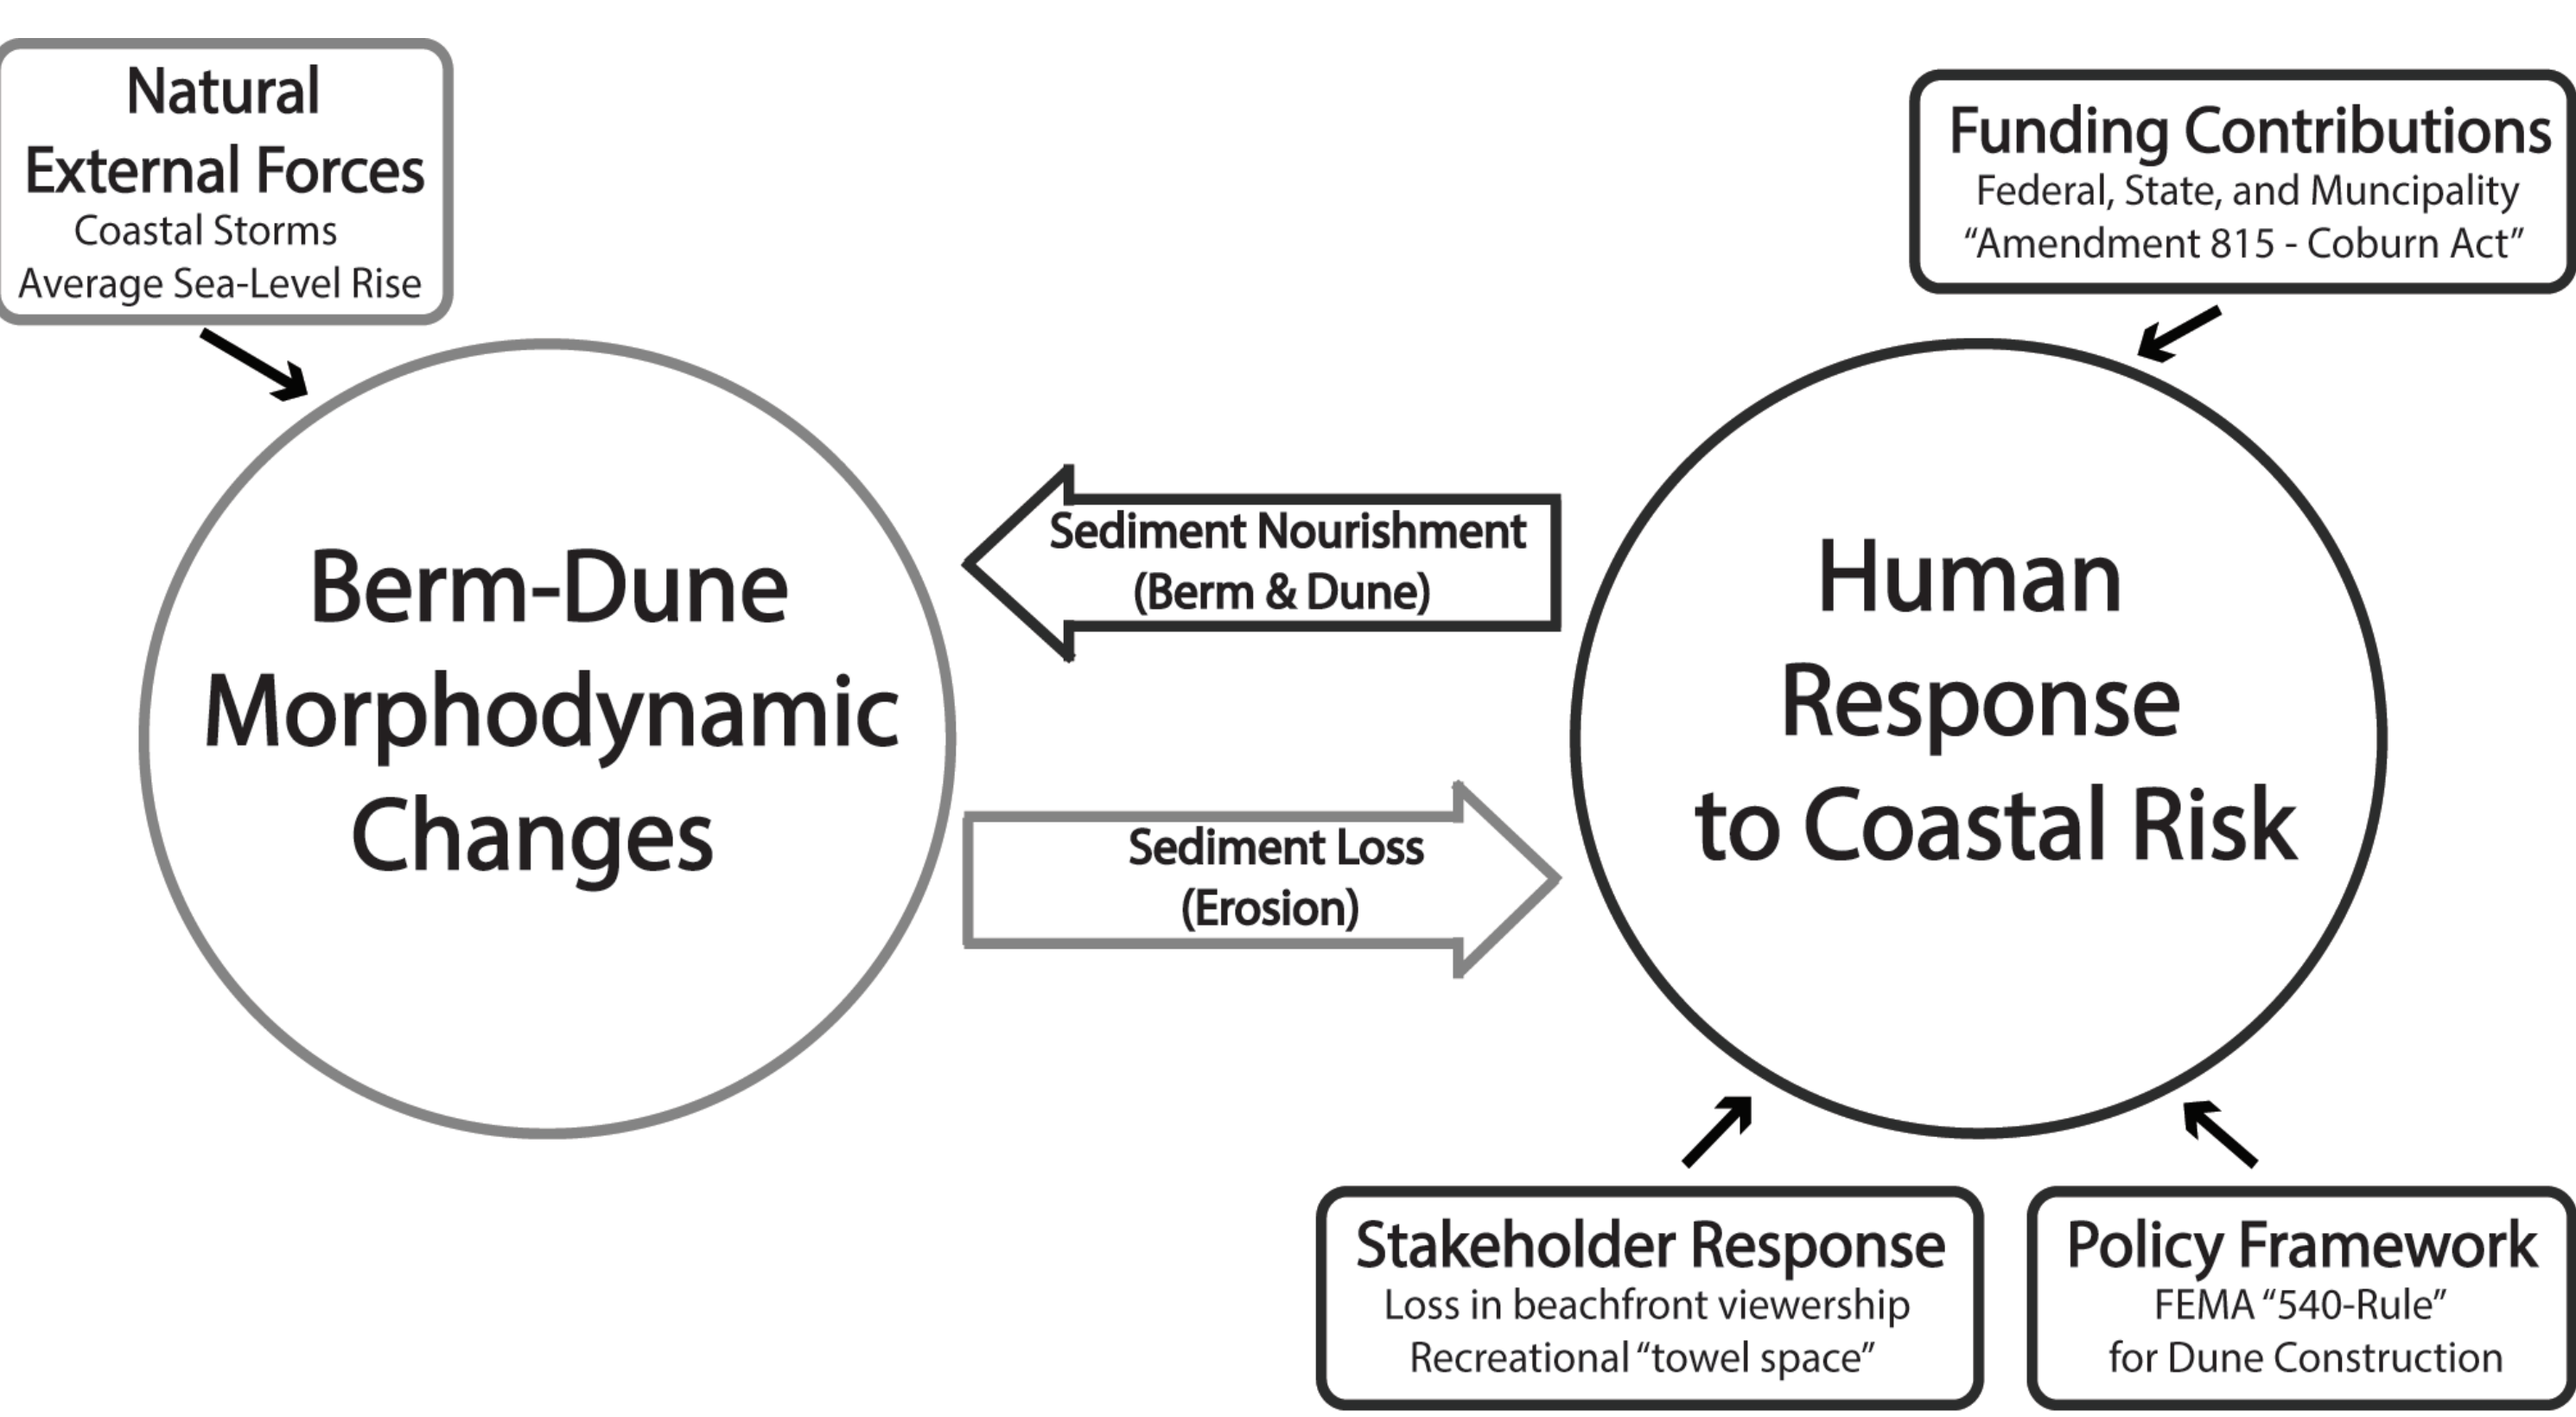 Natural
External Forces
Coastal Storms
Average Sea-Level Rise
Funding Contributions
Federal, State, and Muncipality
“Amendment 815 - Coburn Act”
Berm-Dune
Morphodynamic
Changes
Sediment Nourishment
(Berm & Dune)
Sediment Loss
(Erosion)
Human
Response
to Coastal Risk
Stakeholder Response
Loss in beachfront viewership
Recreational “towel space”
Policy Framework
FEMA “540-Rule”
for Dune Construction